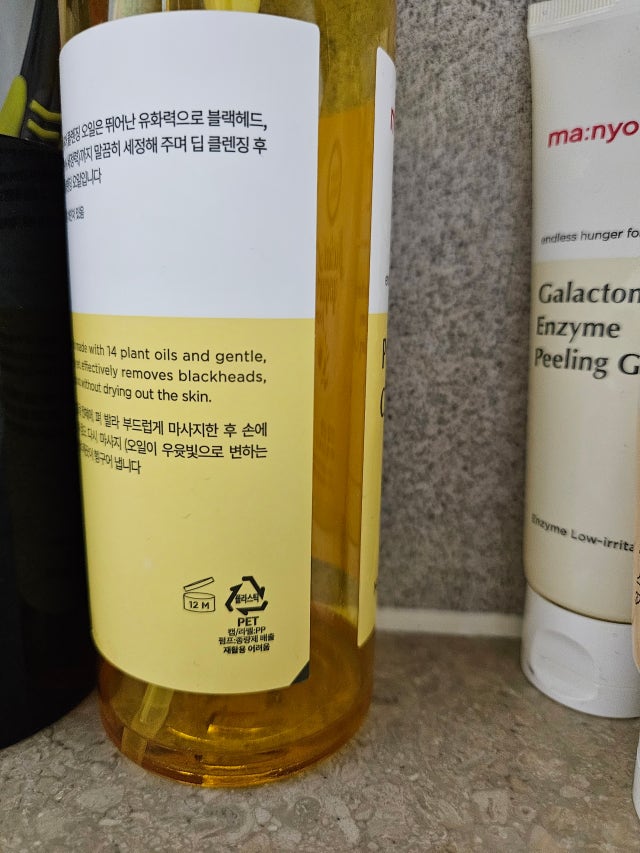 클렌징 오일은 뛰어난 유화력으로 블랙헤드,
까지 말끔히 세정해 주며 딥 클렌징 후
오일입니다
made with 14 plant oils and gentle,
effectively removes blackheads,
without drying out the skin.
펴 발라 부드럽게 마사지한 후 손에
다시 마사지 (오일이 우윳빛으로 변하는
헹구어 냅니다
12 M
플라스틱
PET
캡/라벨:PP
펌프:종량제 배출
재활용 어려움
ma:nyo
endless hunger for
Galacton
Enzyme
Peeling G
Enzyme Low-irrita